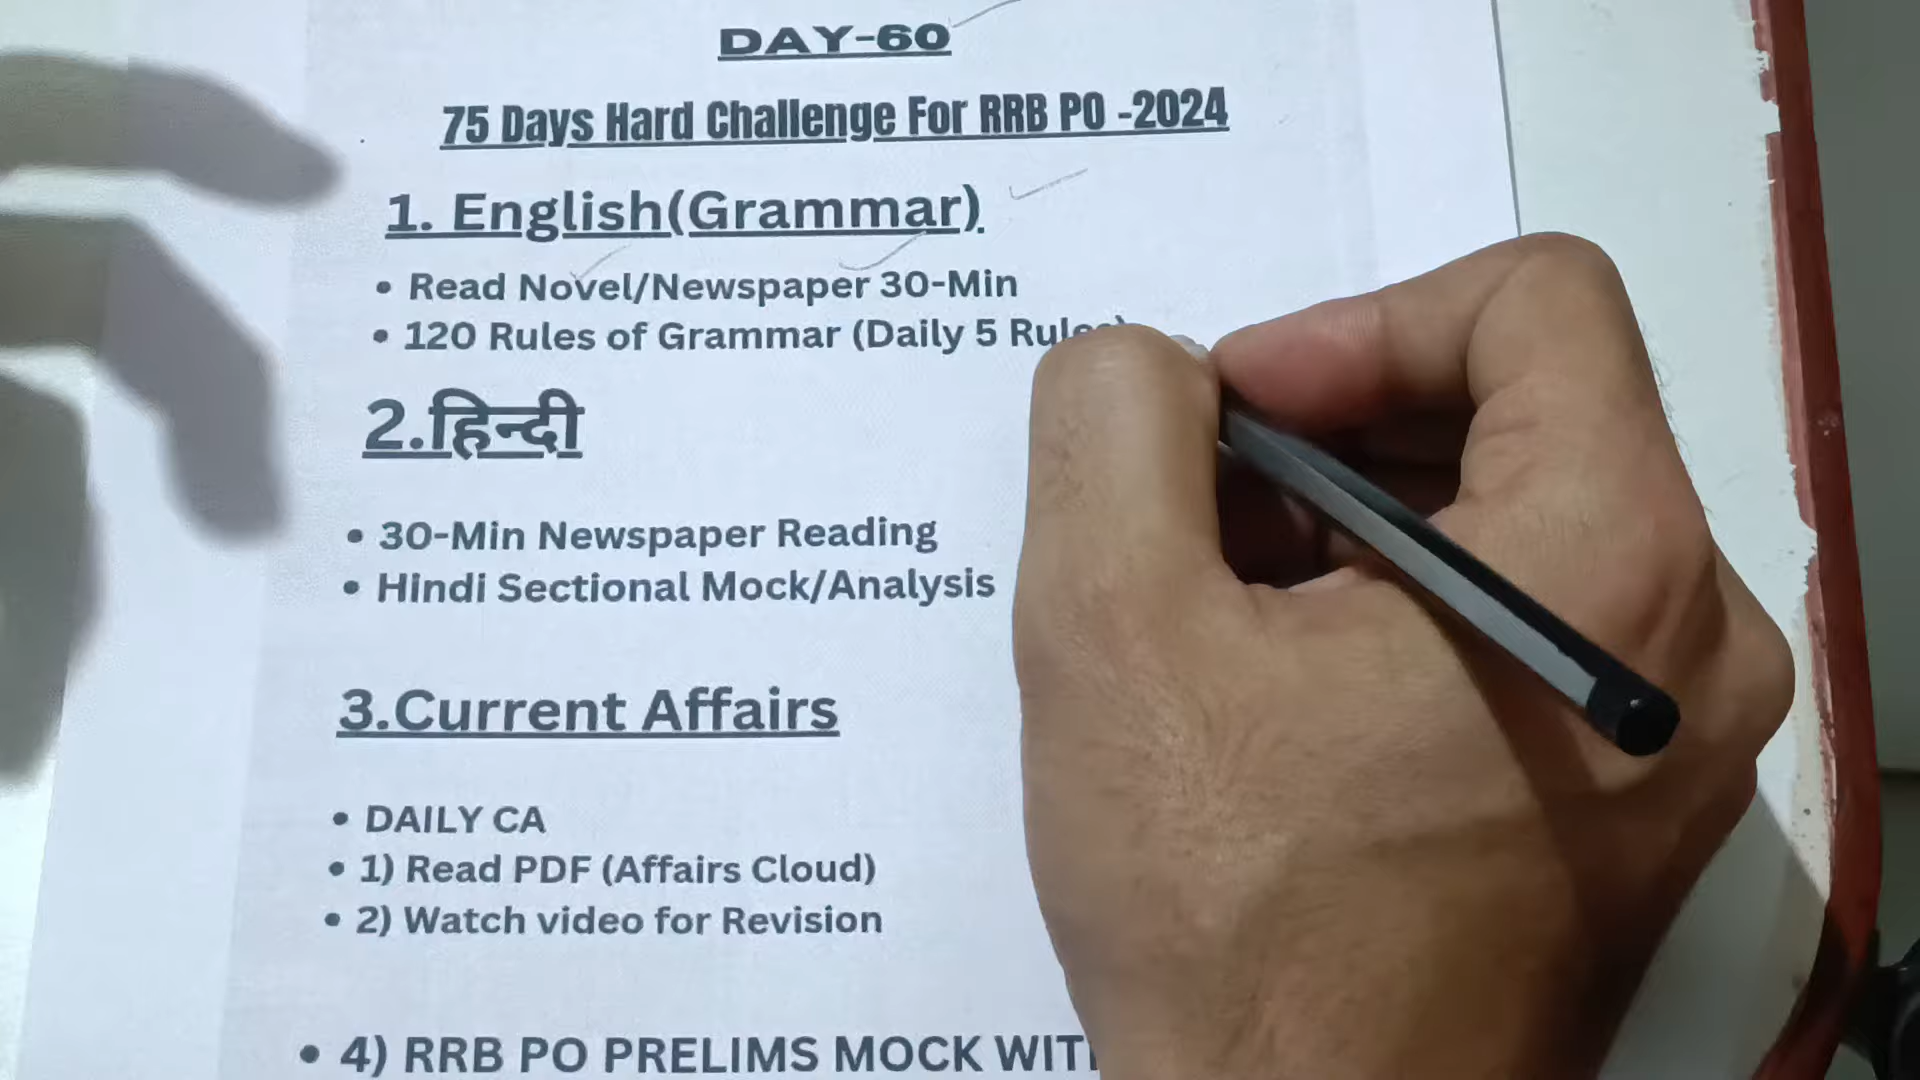 DAY-60
75 Days Hard Challenge For RRB PO -2024
1. English(Grammar)
• Read Novel/Newspaper 30-Min
• 120 Rules of Grammar (Daily 5 Rules)
2.हिन्दी
• 30-Min Newspaper Reading
• Hindi Sectional Mock/Analysis
3.Current Affairs
• DAILY CA
• 1) Read PDF (Affairs Cloud)
• 2) Watch video for Revision
• 4) RRB PO PRELIMS MOCK